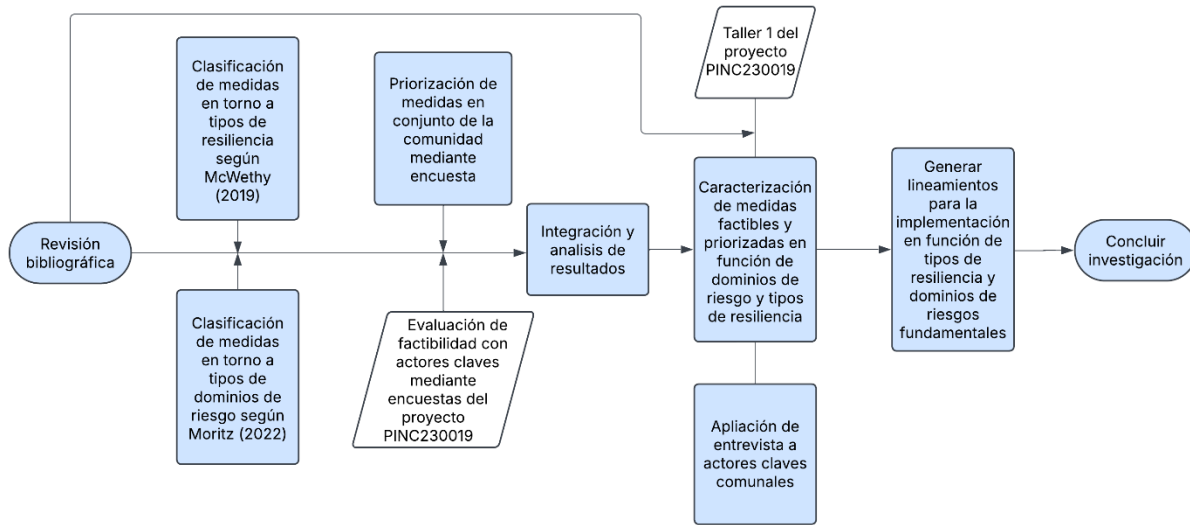 Revisión
bibliográfica
Clasificación
de medidas
en torno a
tipos de
resiliencia
según
McWethy
(2019)
Clasificación
de medidas
en torno a
tipos de
dominios de
riesgo según
Moritz (2022)
Priorización
de medidas en
conjunto de la
comunidad
mediante
encuesta
Evaluación de
factibilidad con
actores claves
mediante
encuestas del
proyecto
PINC230019
Integración y
analisis de
resultados
Taller 1 del
proyecto
PINC230019
Caracterización
de medidas
factibles y
priorizadas en
función de
dominios de
riesgo y tipos
de resiliencia
Apliación de
entrevista a
actores claves
comunales
Generar
lineamientos
para la
implementación
en función de
tipos de
resiliencia y
dominios de
riesgos
fundamentales
Concluir
investigación